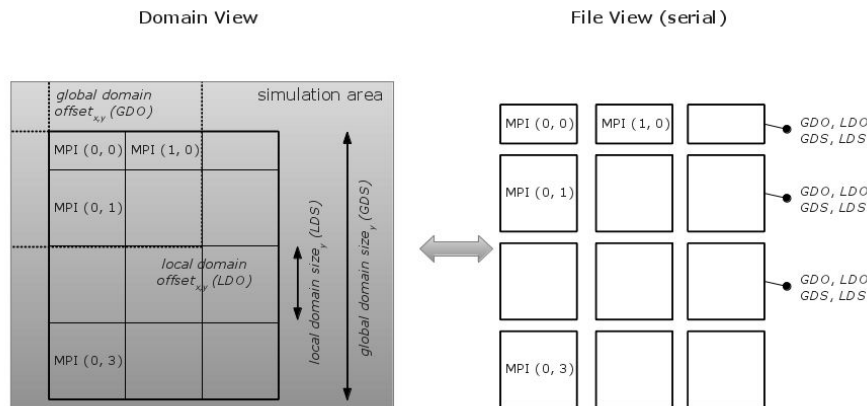 Domain View
global domain
offset x,y (GDO)
simulation area
MPI (0, 0)
MPI (1, 0)
MPI (0, 1)
local domain
offset x,y (LDO)
MPI (0, 3)
local domain size y (LDS)
global domain size y (GDS)
File View (serial)
MPI (0, 0)
MPI (1, 0)
GDO, LDO
GDS, LDS
MPI (0, 1)
GDO, LDO
GDS, LDS
GDO, LDO
GDS, LDS
MPI (0, 3)